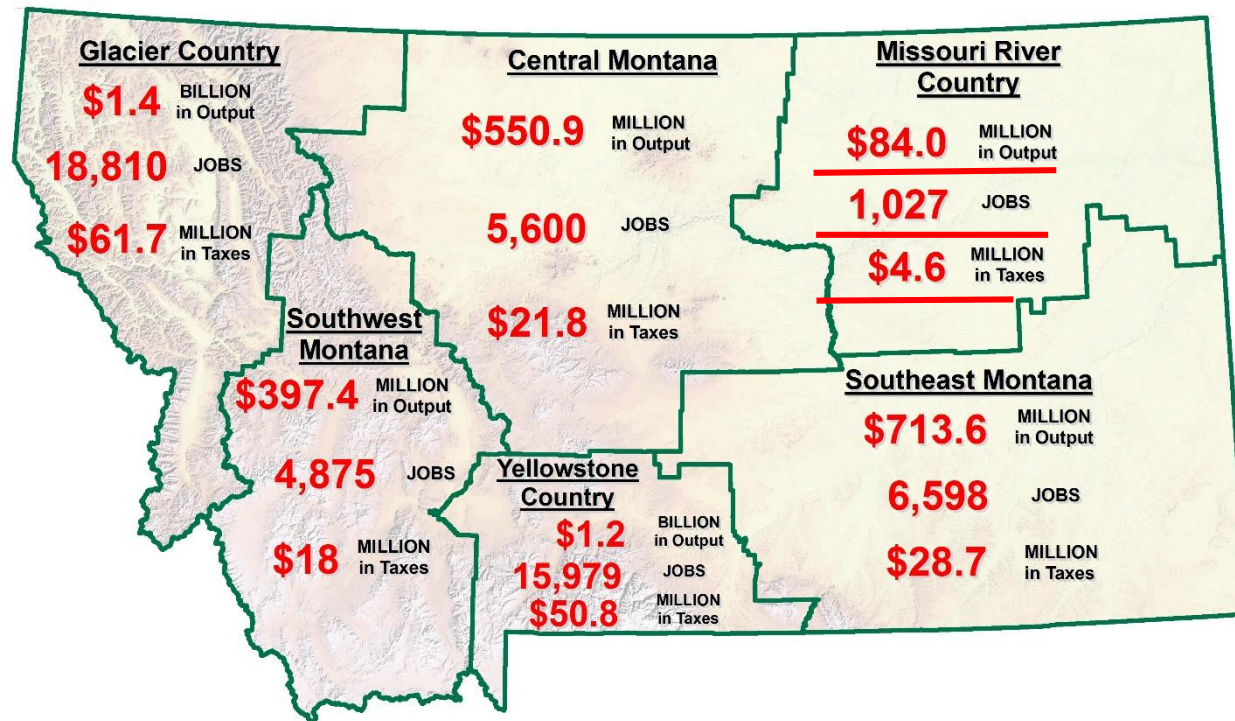 Glacier Country
$1.4 BILLION in Output
18,810 JOBS
$61.7 MILLION in Taxes
Central Montana
$550.9 MILLION in Output
5,600 JOBS
$21.8 MILLION in Taxes
Missouri River
Country
$84.0 MILLION in Output
1,027 JOBS
$4.6 MILLION in Taxes
Southwest
Montana
$397.4 MILLION in Output
4,875 JOBS
$18 MILLION in Taxes
Yellowstone
Country
$1.2 BILLION in Output
15,979 JOBS
$50.8 MILLION in Taxes
Southeast Montana
$713.6 MILLION in Output
6,598 JOBS
$28.7 MILLION in Taxes